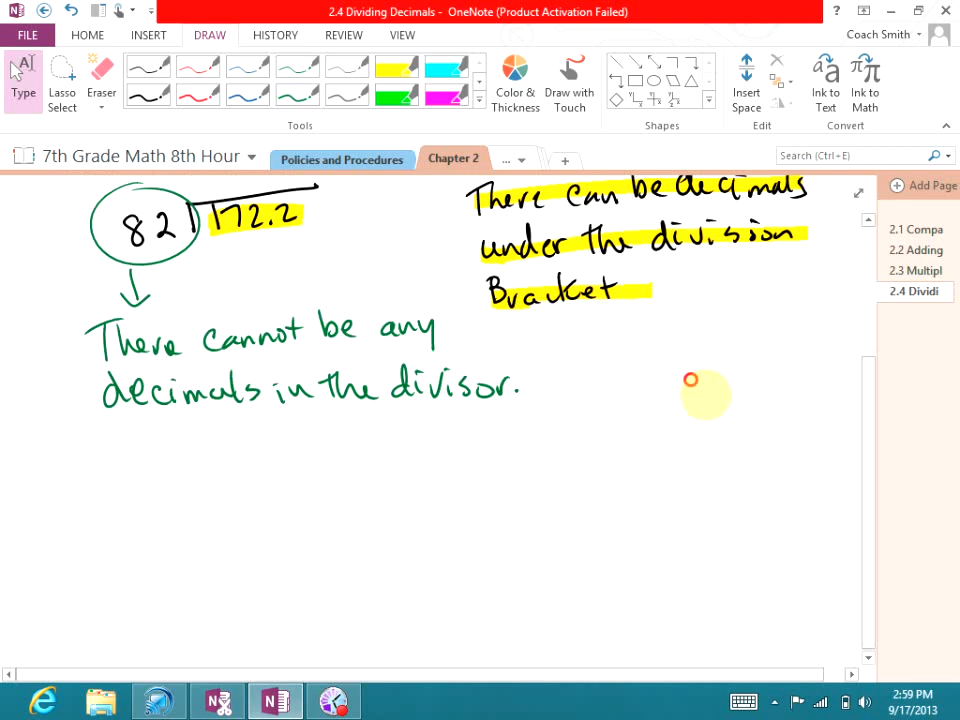 2.4 Dividing Decimals - OneNote (Product Activation Failed)
FILE HOME INSERT DRAW HISTORY REVIEW VIEW Coach Smith
Type Lasso Select Eraser Color & Thickness Draw with Touch Insert Space Ink to Text Ink to Math
Tools Shapes Edit Convert
7th Grade Math 8th Hour Policies and Procedures Chapter 2 ... Search (Ctrl+E)
Add Page
2.1 Compa
2.2 Adding
2.3 Multipl
2.4 Dividi
82 172.2
There can be decimals
under the division
Bracket
There cannot be any
decimals in the divisor.
2:59 PM
9/17/2013